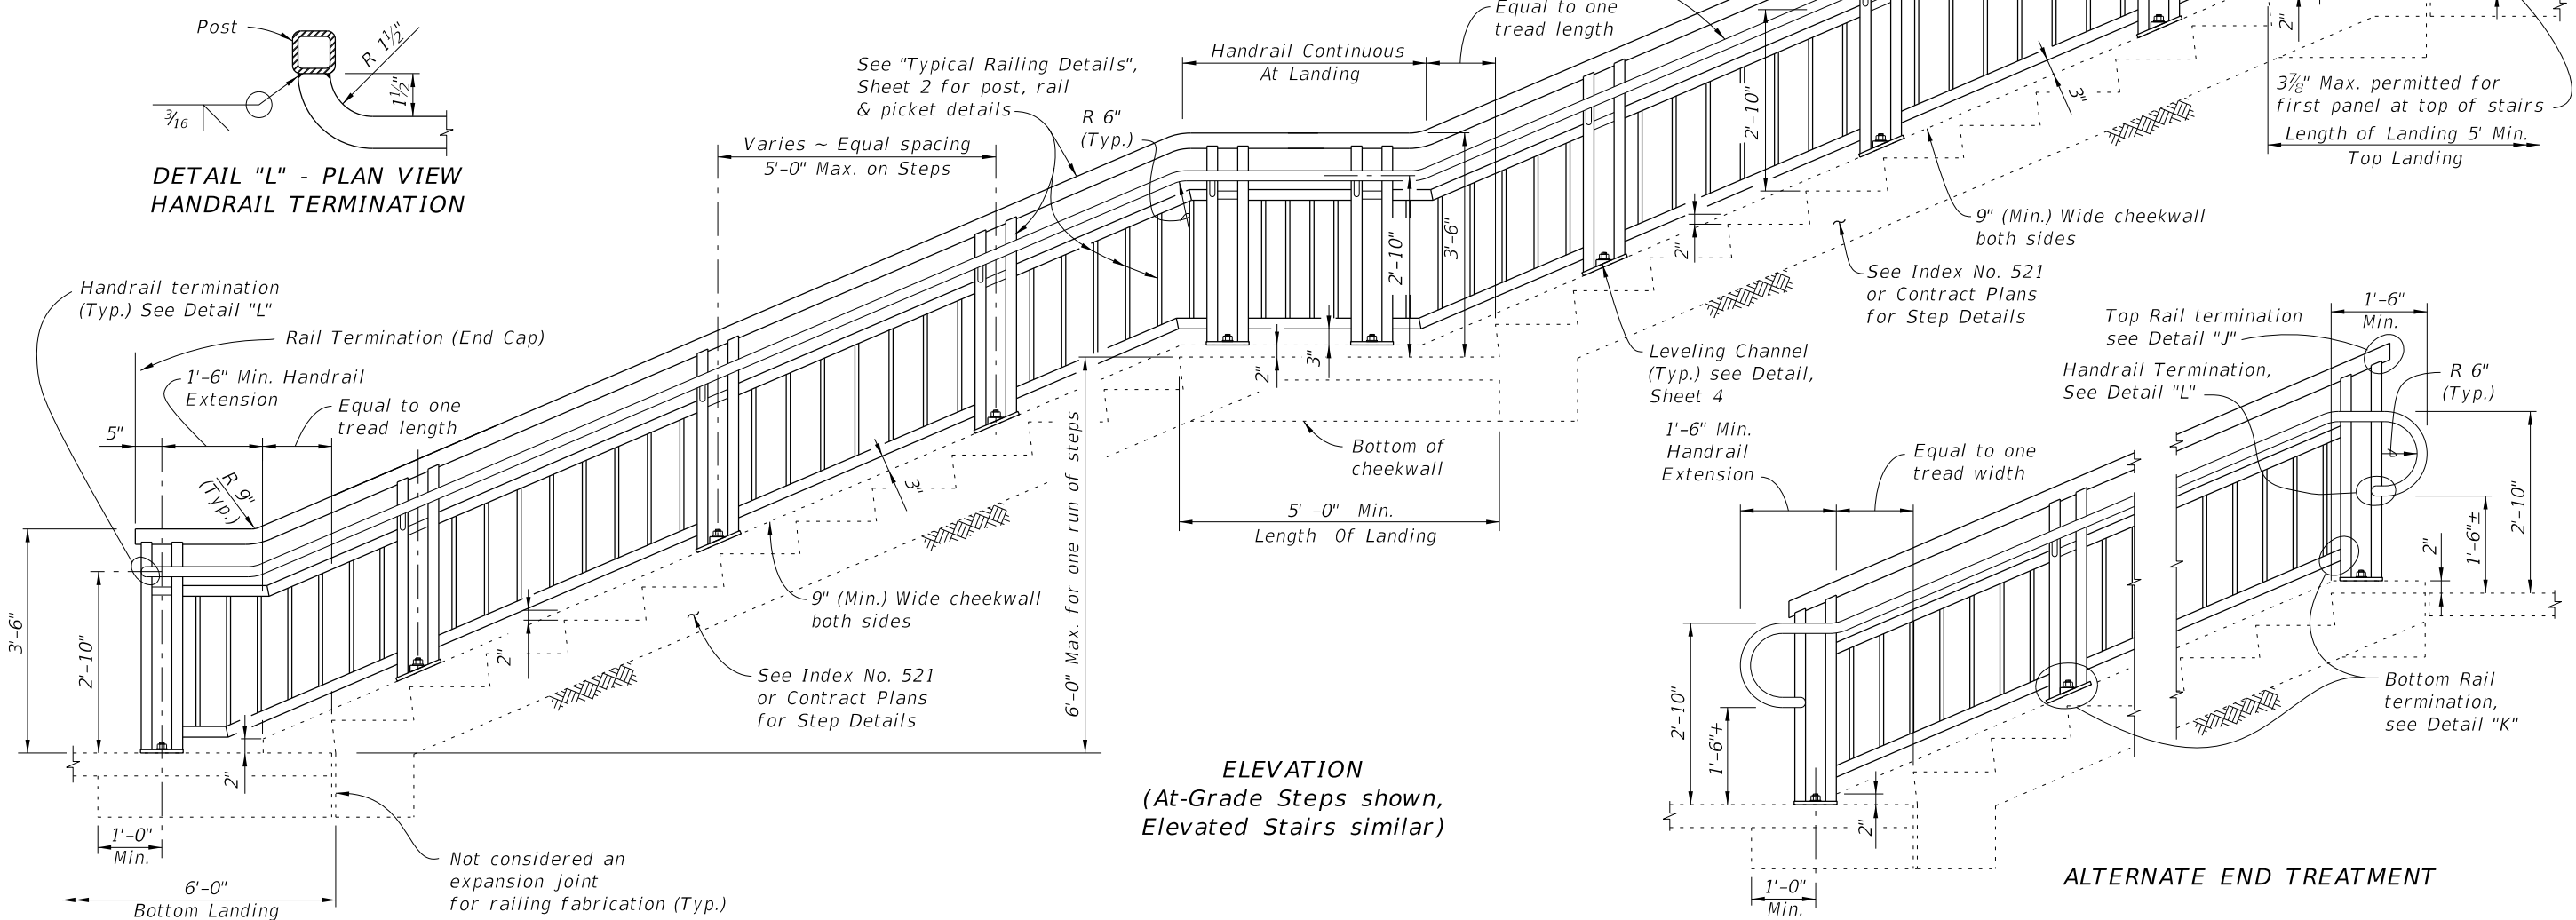 Post
R 1½"
1½"
3/16
DETAIL "L" - PLAN VIEW
HANDRAIL TERMINATION
See "Typical Railing Details",
Sheet 2 for post, rail
& picket details
Varies ~ Equal spacing
5'-0" Max. on Steps
R 6"
(Typ.)
Handrail Continuous
At Landing
Equal to one
tread length
2'-10"
3"
2"
3⅞" Max. permitted for
first panel at top of stairs
Length of Landing 5' Min.
Top Landing
9" (Min.) Wide cheekwall
both sides
2"
See Index No. 521
or Contract Plans
for Step Details
Leveling Channel
(Typ.) see Detail,
Sheet 4
2'-10"
3'-6"
2"
3"
Bottom of
cheekwall
5' -0" Min.
Length Of Landing
6'-0" Max. for one run of steps
Handrail termination
(Typ.) See Detail "L"
Rail Termination (End Cap)
1'-6" Min. Handrail
Extension
Equal to one
tread length
5"
R 9"
(Typ.)
3"
3'-6"
2'-10"
2"
2"
9" (Min.) Wide cheekwall
both sides
See Index No. 521
or Contract Plans
for Step Details
1'-0"
Min.
6'-0"
Bottom Landing
Not considered an
expansion joint
for railing fabrication (Typ.)
ELEVATION
(At-Grade Steps shown,
Elevated Stairs similar)
1'-6"
Min.
Top Rail termination
see Detail "J"
Handrail Termination,
See Detail "L"
R 6"
(Typ.)
1'-6" Min.
Handrail
Extension
Equal to one
tread width
2'-10"
1'-6"±
2"
2'-10"
1'-6"±
2"
Bottom Rail
termination,
see Detail "K"
1'-0"
Min.
ALTERNATE END TREATMENT